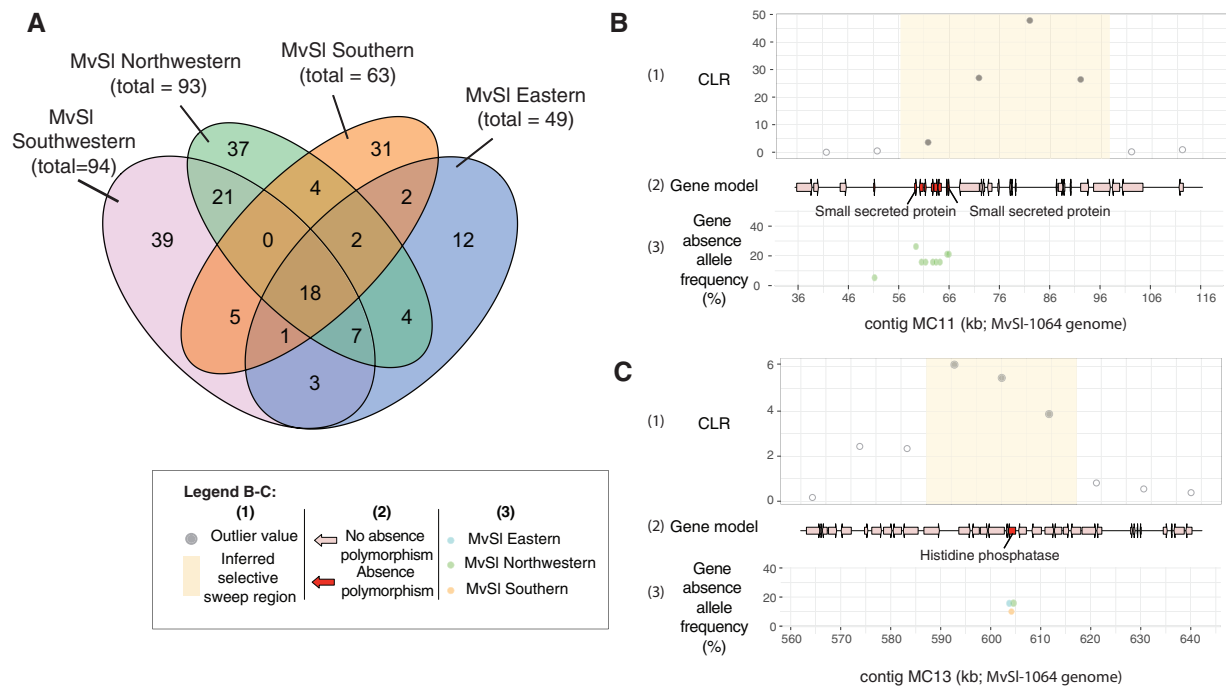 A
MvSl Southern
(total = 63)
MvSl Northwestern
(total = 93)
MvSl Eastern
(total = 49)
MvSl
Southwestern
(total=94)
37
31
21
4
2
39
0
2
12
18
5
1
7
4
3
Legend B-C:
(1)
(2)
(3)
Outlier value
Inferred
selective
sweep region
No absence
polymorphism
Absence
polymorphism
MvSl Eastern
MvSl Northwestern
MvSl Southern
B
(1) CLR
50
40
30
20
10
0
(2) Gene model
Small secreted protein
Small secreted protein
(3)
Gene
absence
allele
frequency
(%)
40
20
0
36 46 56 66 76 86 96 106 116
contig MC11 (kb; MvSl-1064 genome)
C
(1) CLR
6
4
2
0
(2) Gene model
Histidine phosphatase
(3)
Gene
absence
allele
frequency
(%)
40
20
0
560 570 580 590 600 610 620 630 640
contig MC13 (kb; MvSl-1064 genome)